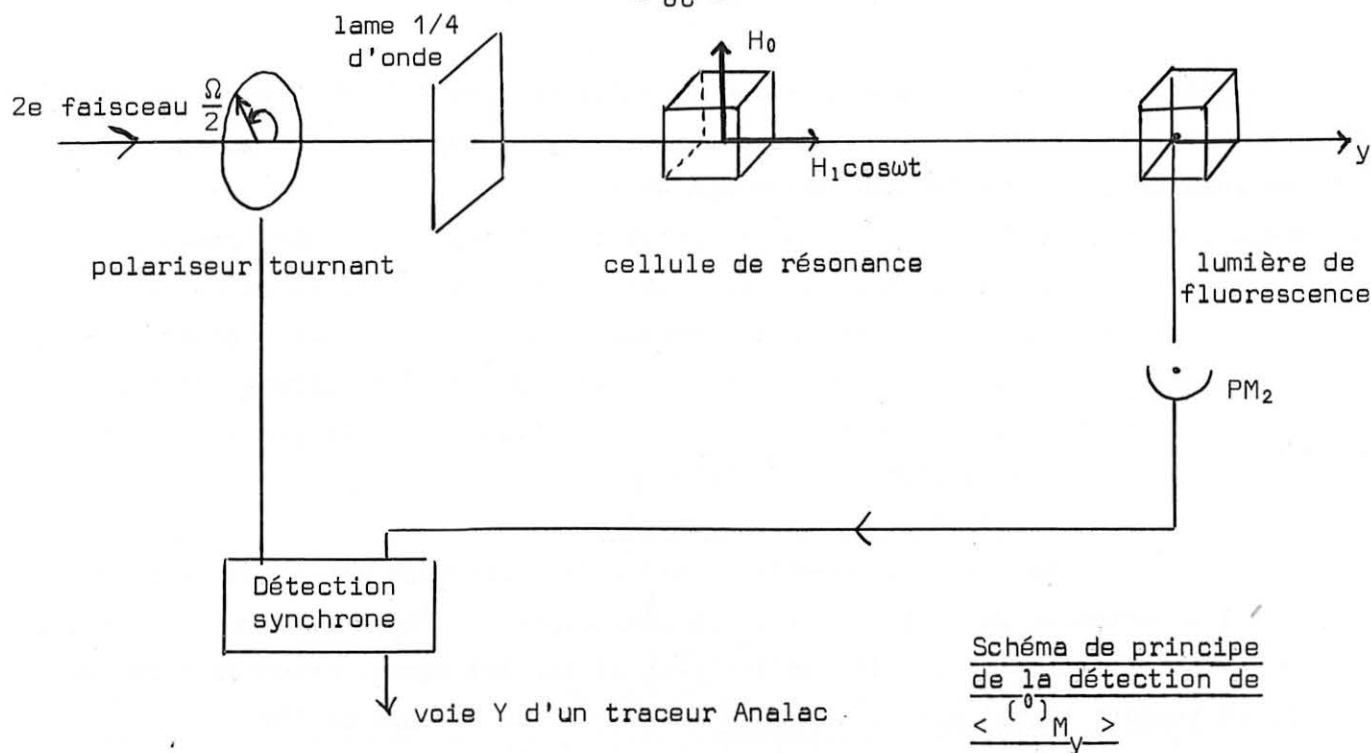 lame 1/4
d'onde
H₀
2e faisceau Ω/2
y
H₁cosωt
polariseur tournant
cellule de résonance
lumière de
fluorescence
PM₂
Détection
synchrone
Schéma de principe
de la détection de
< ⁽⁰⁾M_y >
voie Y d'un traceur Analac